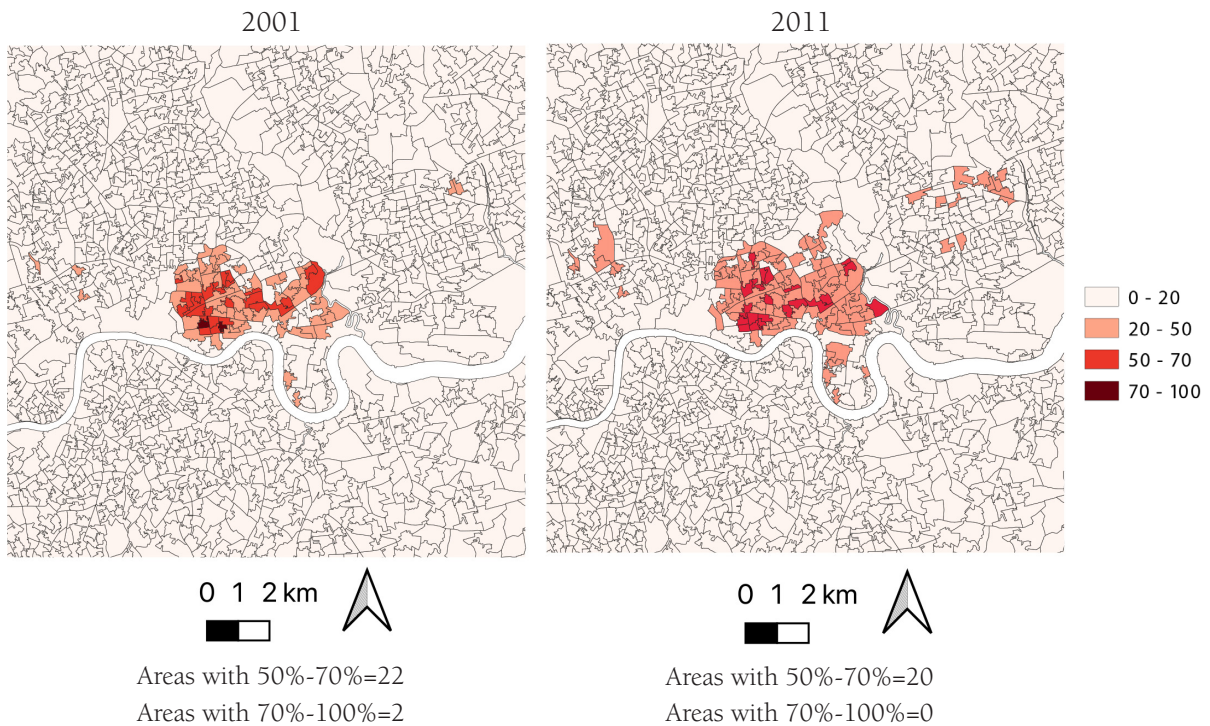 2001
2011
0 - 20
20 - 50
50 - 70
70 - 100
0 1 2 km
0 1 2 km
Areas with 50%-70%=22
Areas with 70%-100%=2
Areas with 50%-70%=20
Areas with 70%-100%=0